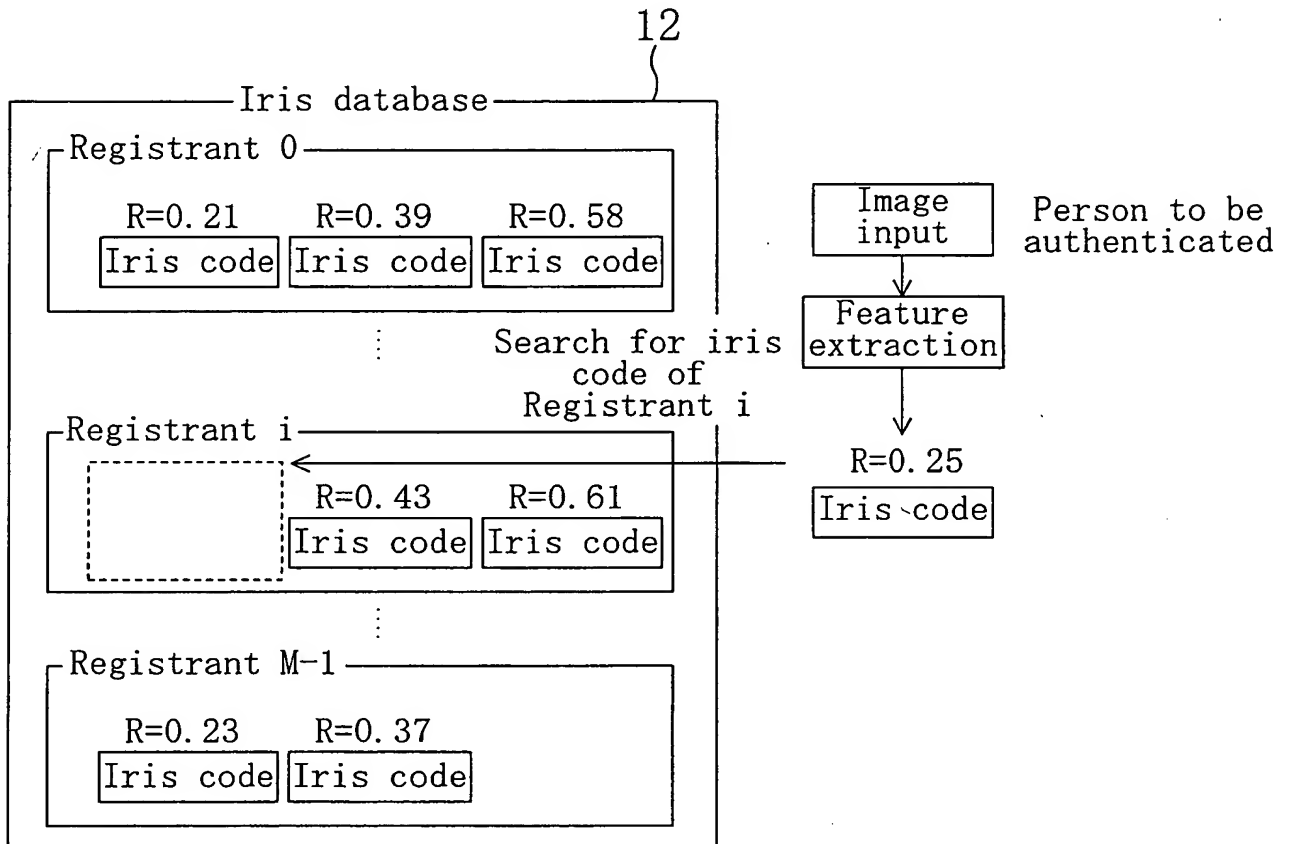 12
Iris database
Registrant 0
R=0.21 R=0.39 R=0.58
Iris code Iris code Iris code
Image
input
Person to be
authenticated
Feature
extraction
Search for iris
code of
Registrant i
Registrant i
R=0.25
Iris code
R=0.43 R=0.61
Iris code Iris code
Registrant M-1
R=0.23 R=0.37
Iris code Iris code